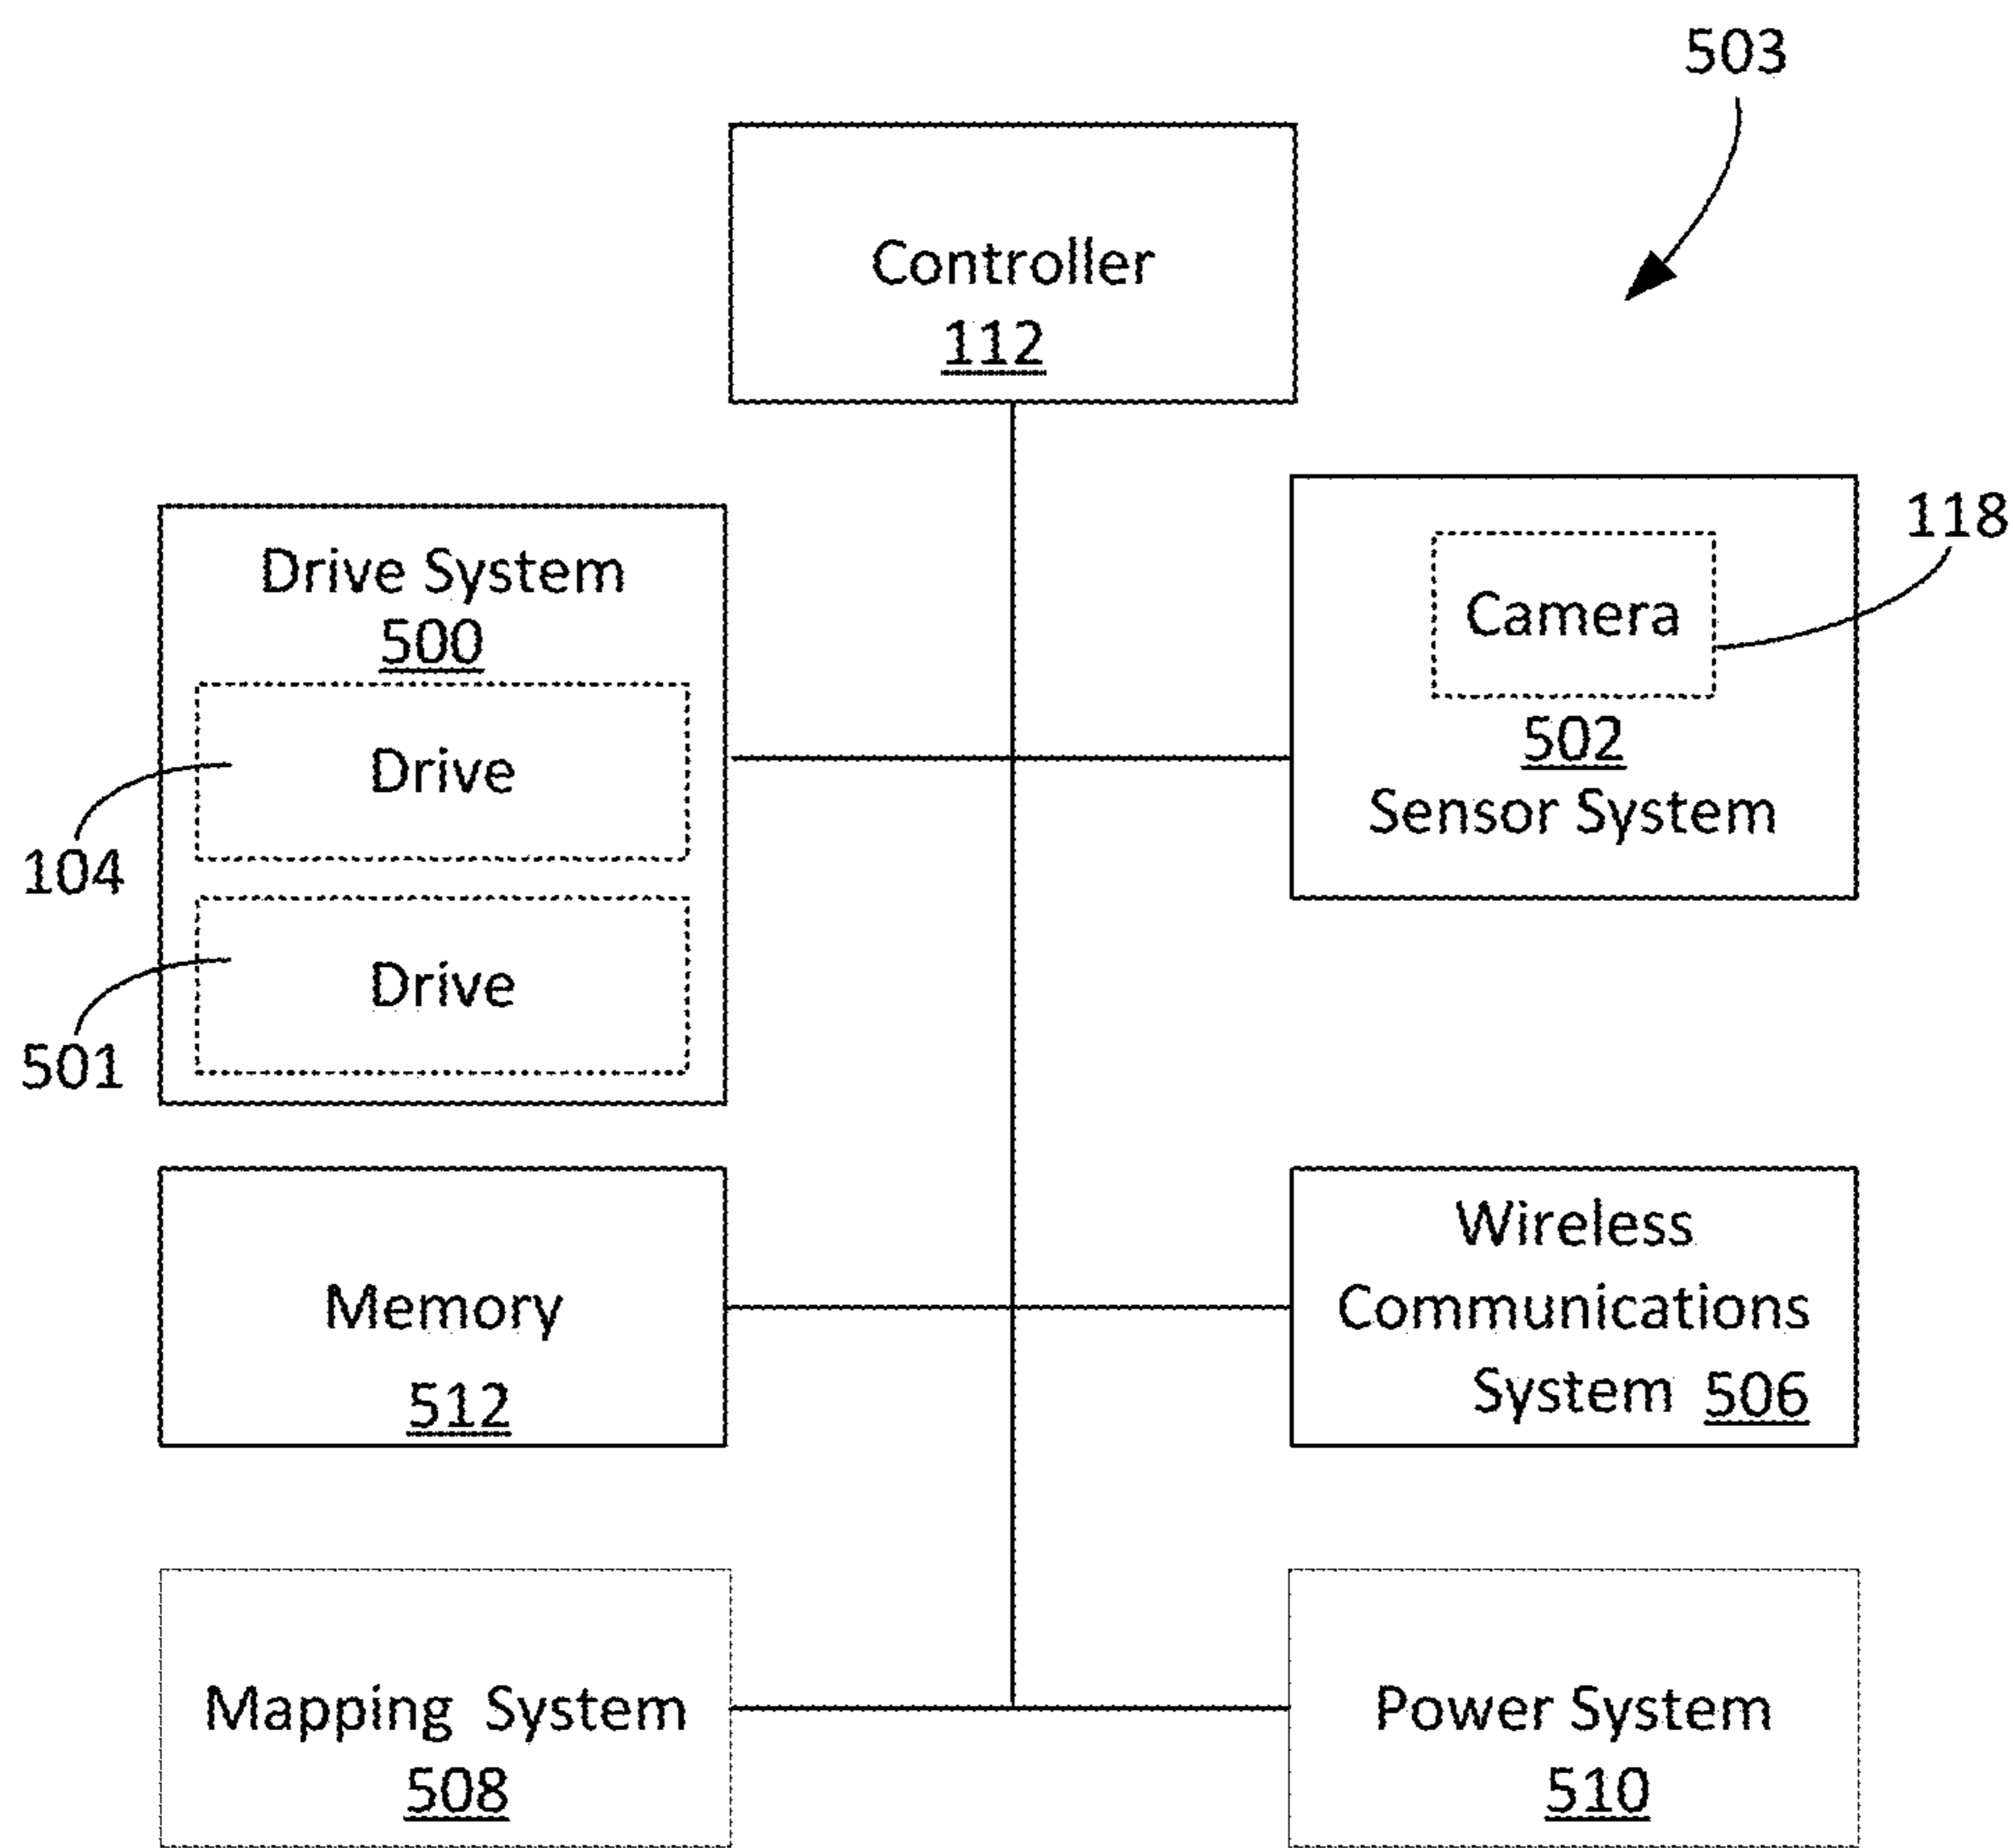 503
Controller
112
Drive System
500
Drive
104
Drive
501
118
Camera
502
Sensor System
Memory
512
Wireless
Communications
System 506
Mapping System
508
Power System
510